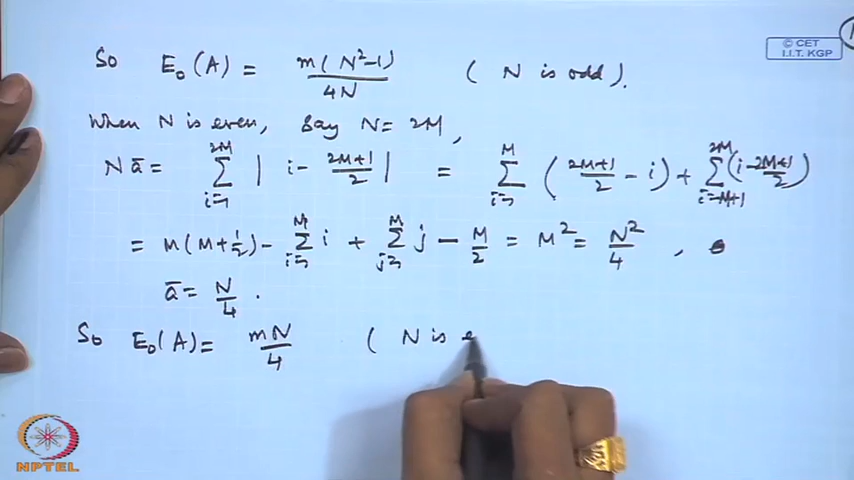 © CET
I.I.T. KGP
So E₀(A) = m(N²-1)/4N ( N is odd ).
When N is even, Say N = 2M,
N ā = Σ_{i=1}^{2M} | i - (2M+1)/2 | = Σ_{i=1}^{M} ( (2M+1)/2 - i ) + Σ_{i=M+1}^{2M} ( i - (2M+1)/2 )
= M(M+1/2) - Σ_{i=1}^{M} i + Σ_{j=1}^{M} j - M/2 = M² = N²/4 ,
ā = N/4 .
So E₀(A) = mN/4 ( N is e
NPTEL